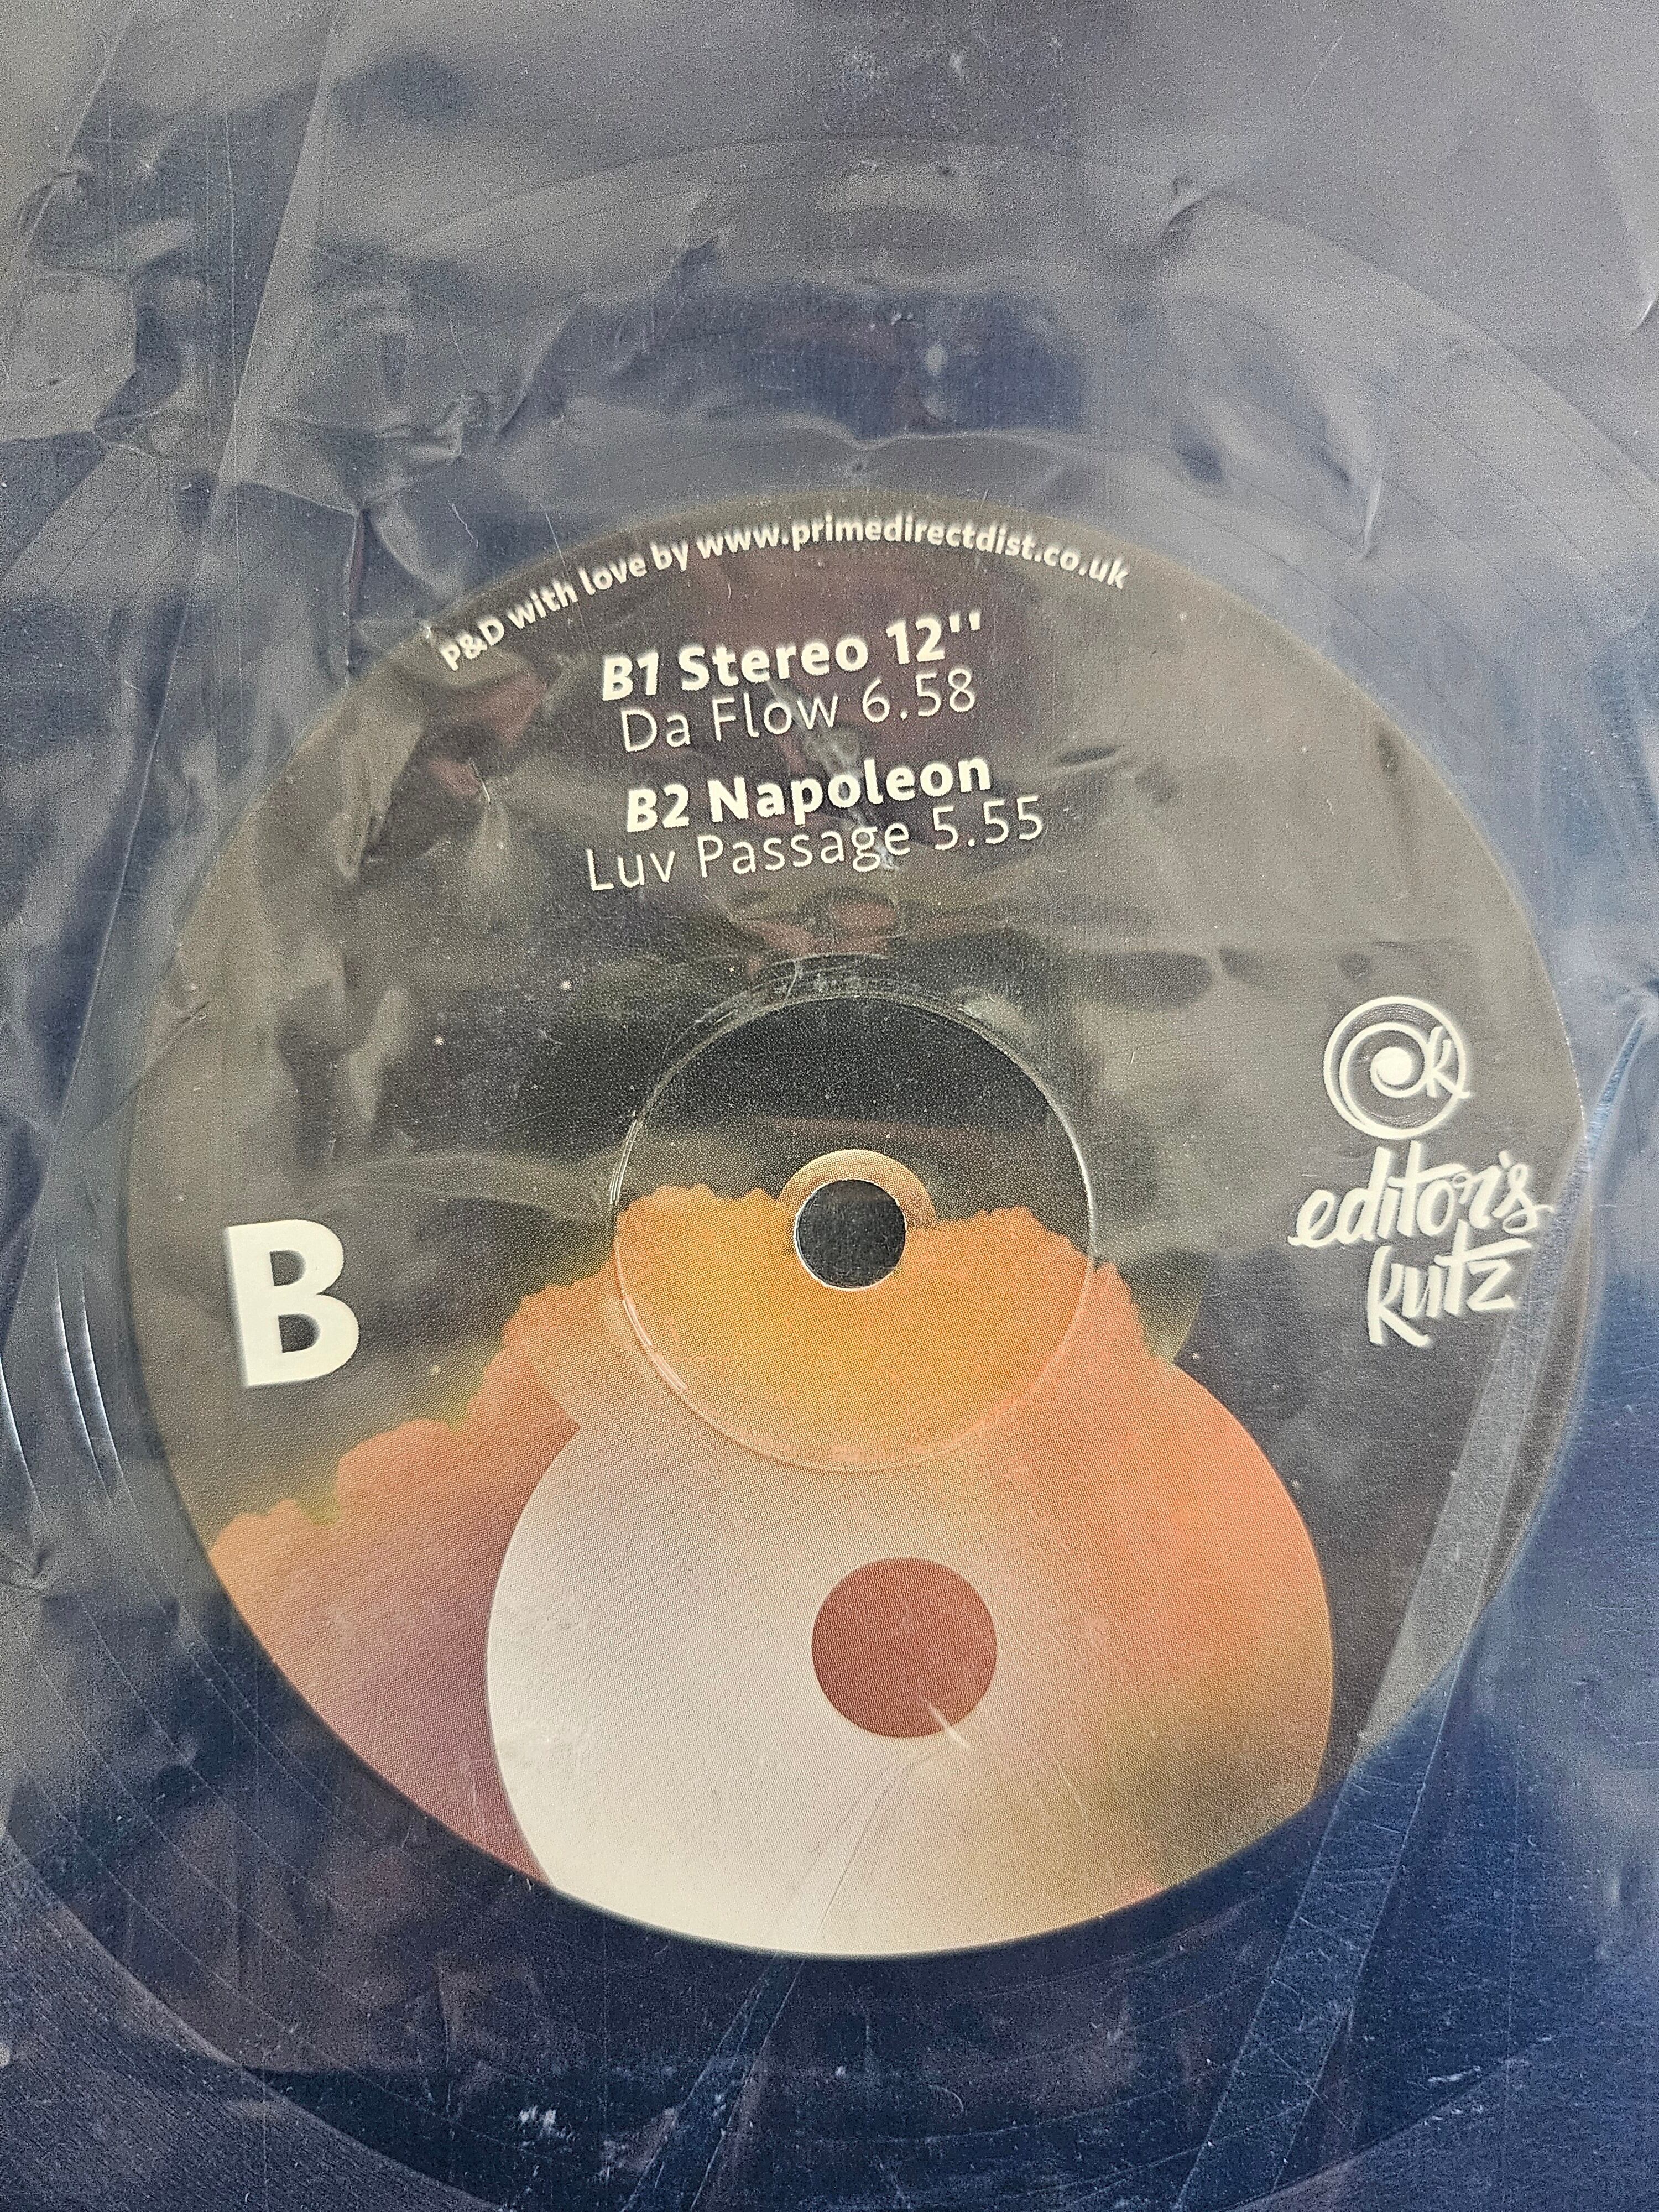 P&D with love by www.primedirectdist.co.uk
B1 Stereo 12''
Da Flow 6.58
B2 Napoleon
Luv Passage 5.55
ek
editor's
kutz
B